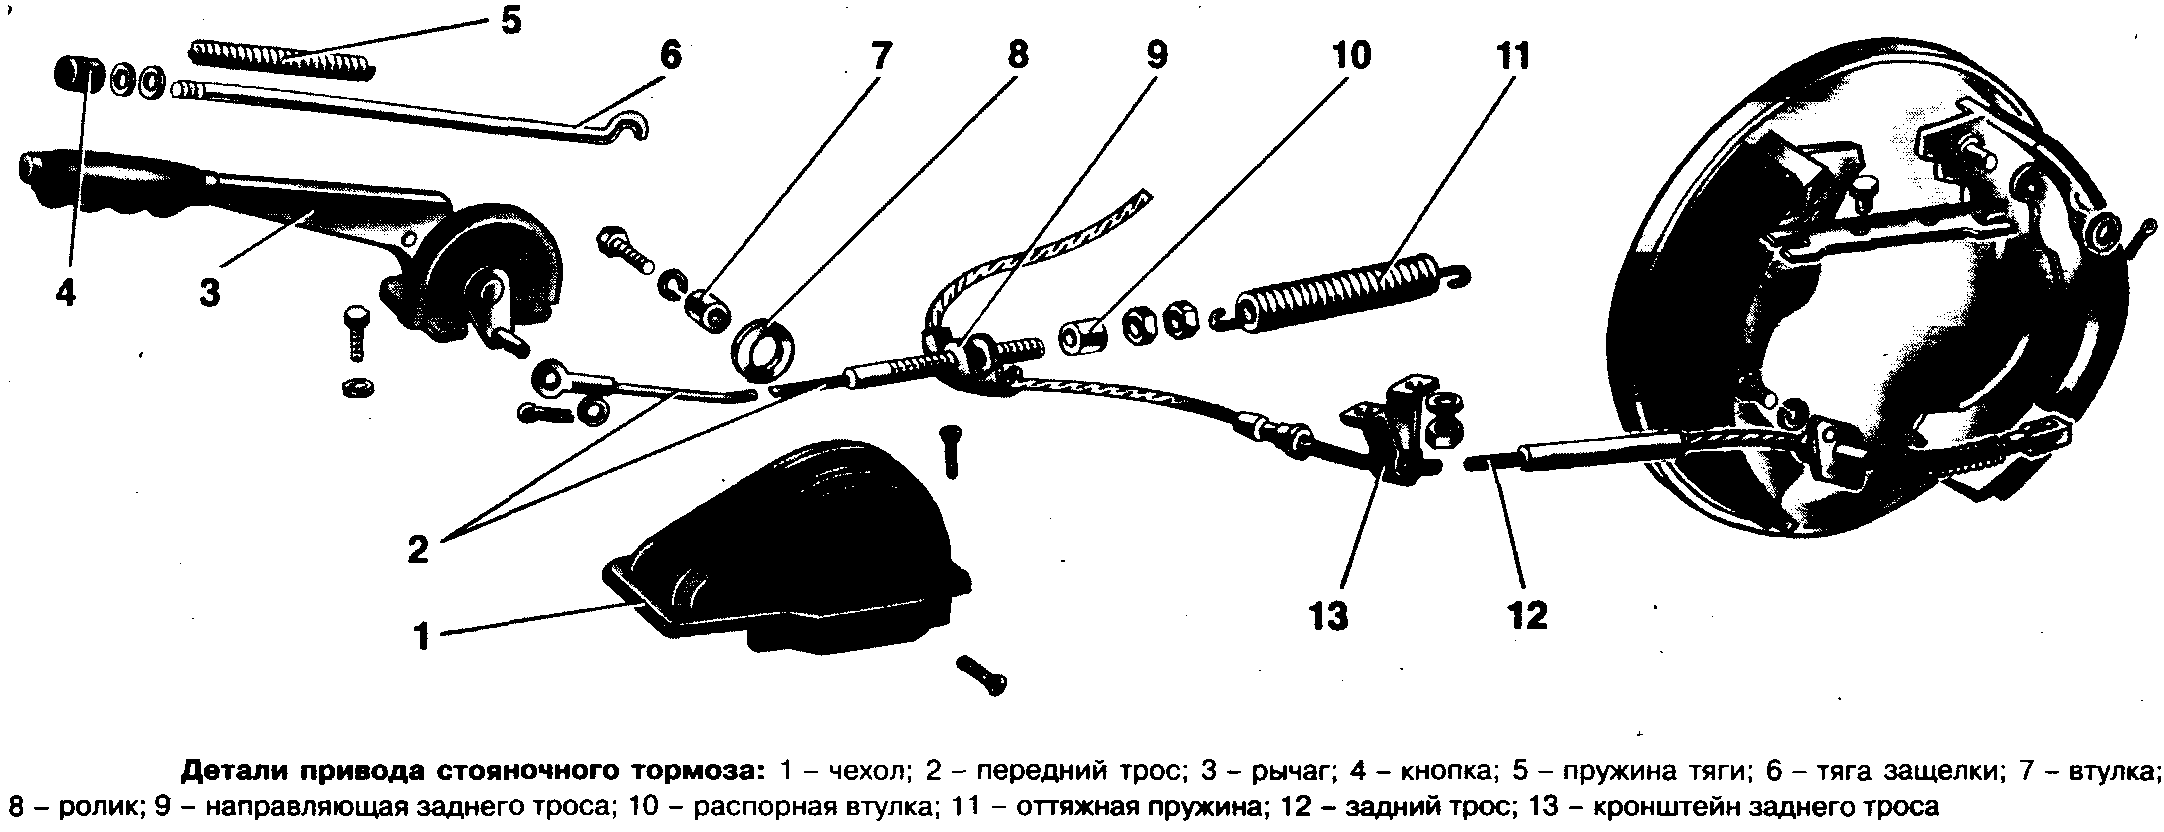 5
6 7 8 9 10 11
4 3
2
1 13 12
Детали привода стояночного тормоза: 1 – чехол; 2 – передний трос; 3 – рычаг; 4 – кнопка; 5 – пружина тяги; 6 – тяга защелки; 7 – втулка;
8 – ролик; 9 – направляющая заднего троса; 10 – распорная втулка; 11 – оттяжная пружина; 12 – задний трос; 13 – кронштейн заднего троса